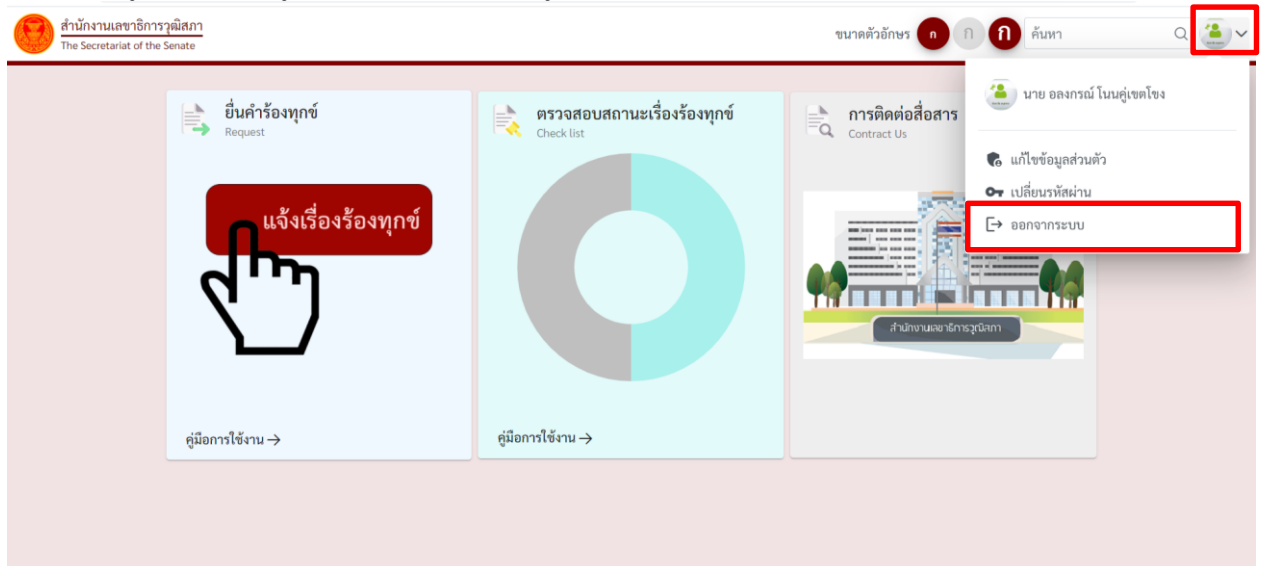 สำนักงานเลขาธิการวุฒิสภา
The Secretariat of the Senate
ขนาดตัวอักษร ก ก ก ค้นหา
นาย อลงกรณ์ โนนคู่เขตโขง
แก้ไขข้อมูลส่วนตัว
เปลี่ยนรหัสผ่าน
ออกจากระบบ
ยื่นคำร้องทุกข์
Request
แจ้งเรื่องร้องทุกข์
คู่มือการใช้งาน →
ตรวจสอบสถานะเรื่องร้องทุกข์
Check list
คู่มือการใช้งาน →
การติดต่อสื่อสาร
Contract Us
สำนักงานเลขาธิการวุฒิสภา